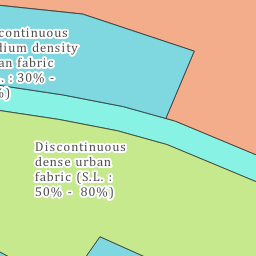 continuous
dium density
an fabric
. : 30% -
%)
Discontinuous
dense urban
fabric (S.L. :
50% -  80%)